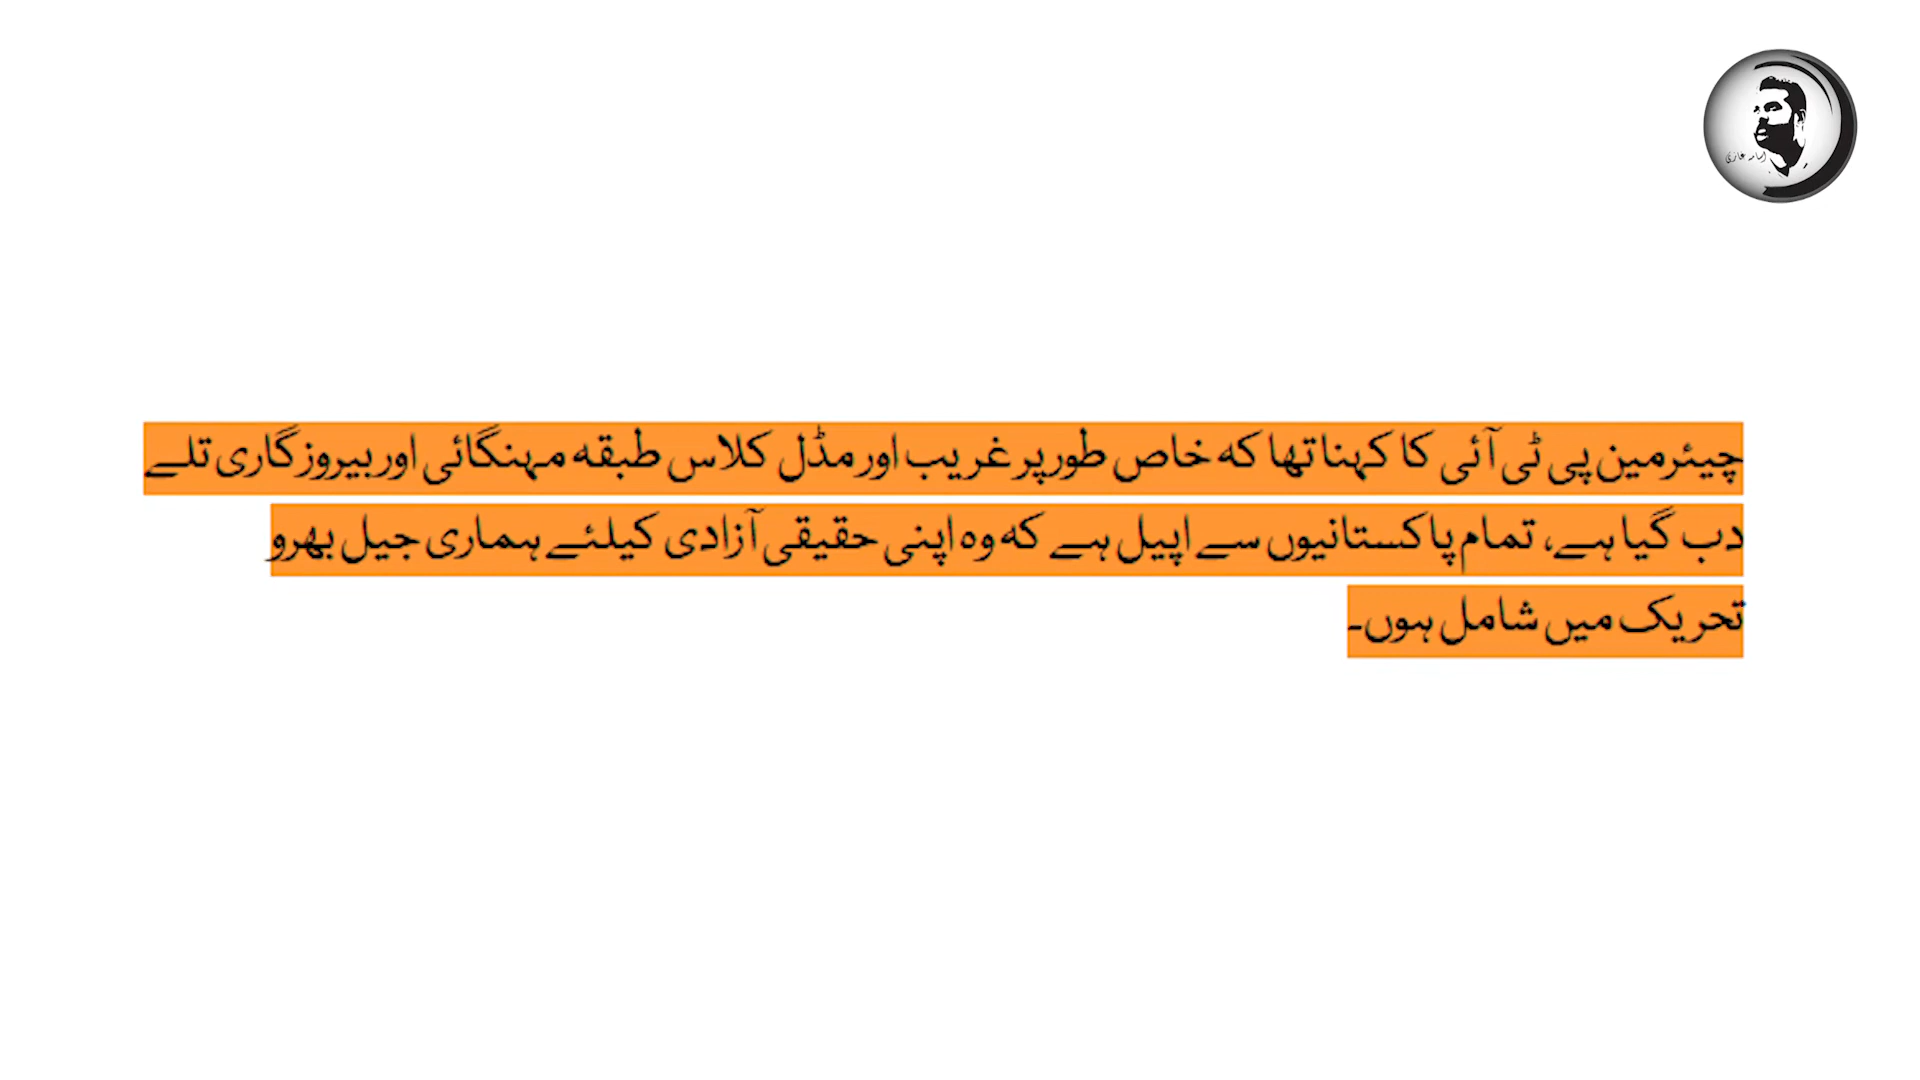 اسامہ غازی
چیئرمین پی ٹی آئی کا کہنا تھا کہ خاص طور پر غریب اور مڈل کلاس طبقہ مہنگائی اور بیروزگاری تلے
دب گیا ہے، تمام پاکستانیوں سے اپیل ہے کہ وہ اپنی حقیقی آزادی کیلئے ہماری جیل بھرو
تحریک میں شامل ہوں۔